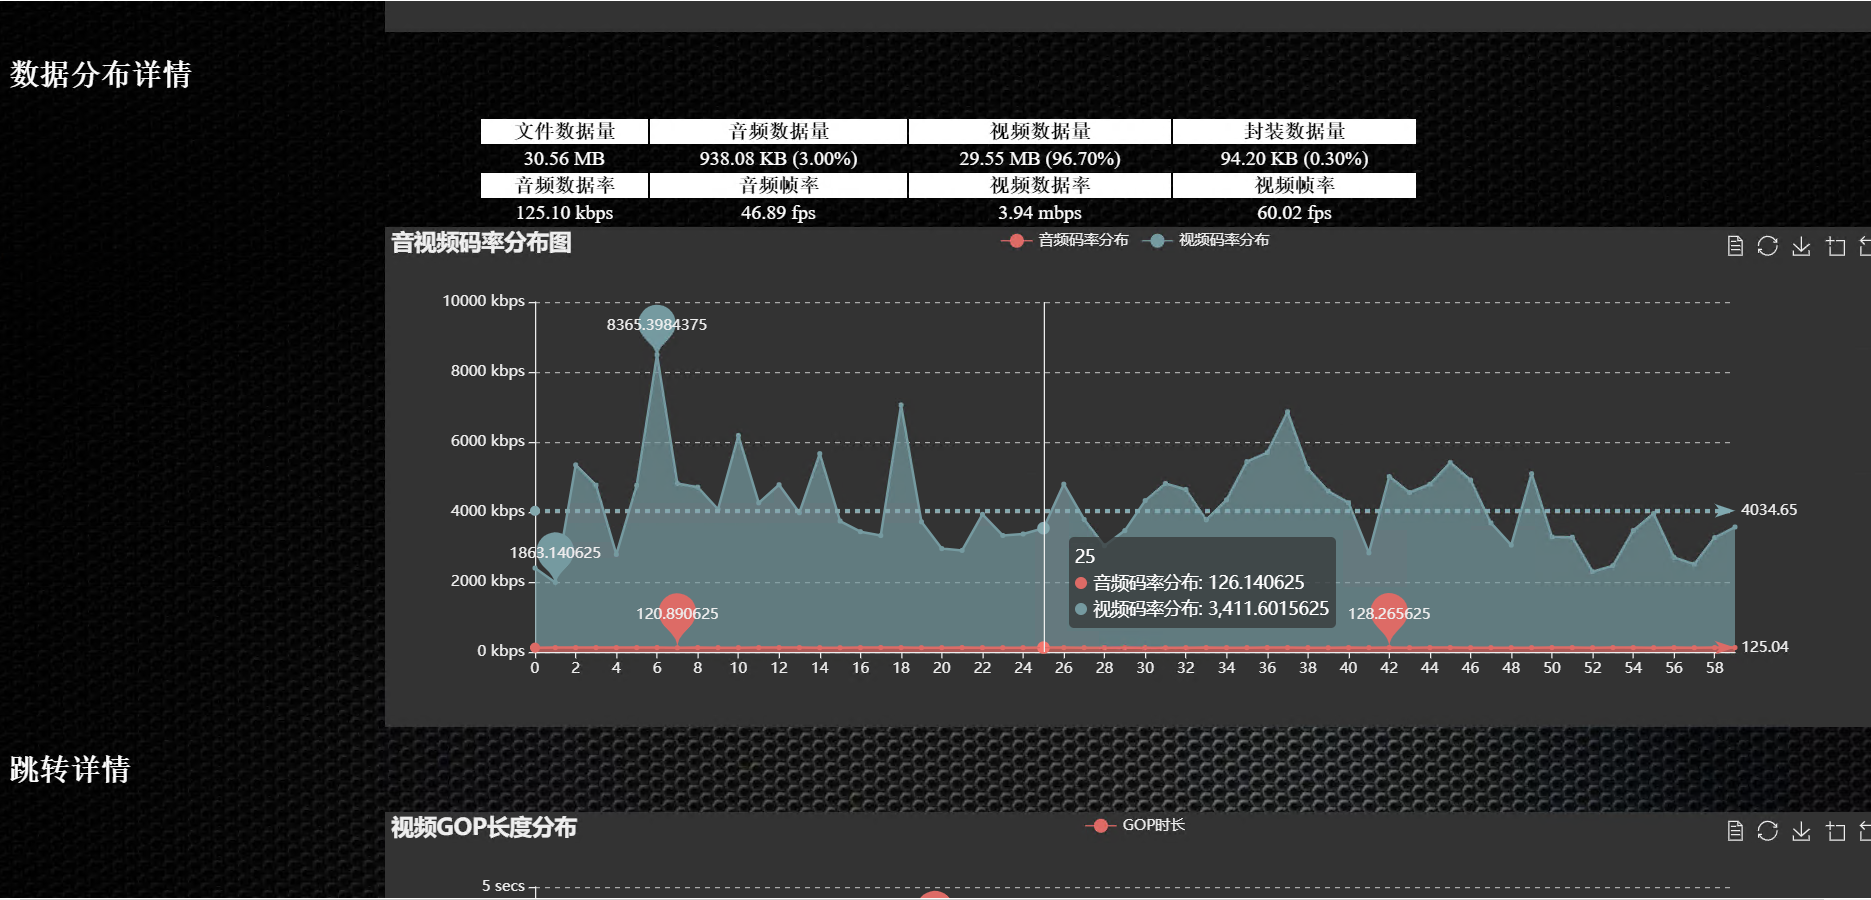 数据分布详情
文件数据量 音频数据量 视频数据量 封装数据量
30.56 MB 938.08 KB (3.00%) 29.55 MB (96.70%) 94.20 KB (0.30%)
音频数据率 音频帧率 视频数据率 视频帧率
125.10 kbps 46.89 fps 3.94 mbps 60.02 fps
音视频码率分布图
音频码率分布 视频码率分布
10000 kbps
8365.3984375
8000 kbps
6000 kbps
4000 kbps
4034.65
1863.140625
25
音频码率分布: 126.140625
视频码率分布: 3,411.6015625
2000 kbps
120.890625
128.265625
0 kbps
125.04
0 2 4 6 8 10 12 14 16 18 20 22 24 26 28 30 32 34 36 38 40 42 44 46 48 50 52 54 56 58
跳转详情
视频GOP长度分布
GOP时长
5 secs